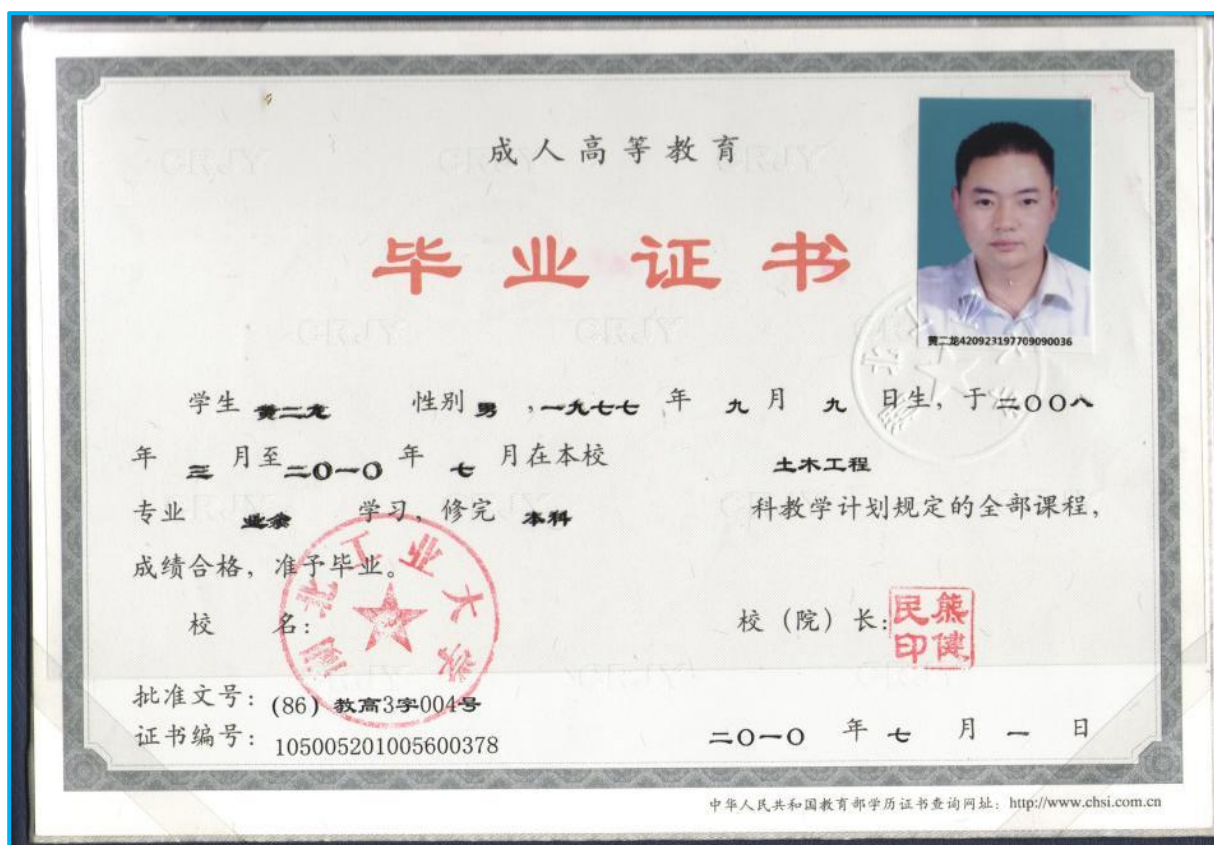 成人高等教育
毕业证书
黄二龙420923197709090036
学生 黄二龙 性别 男 ,一九七七 年 九 月 九 日生, 于 二〇〇八
年 三 月至 二〇一〇 年 七 月在本校 土木工程
专业 业余 学习, 修完 本科 科教学计划规定的全部课程,
成绩合格, 准予毕业。
湖北工业大学
校 名: 校 (院) 长: 熊健民印
批准文号: (86) 教高3字004号
证书编号: 105005201005600378 二〇一〇 年 七 月 一 日
中华人民共和国教育部学历证书查询网址: http://www.chsi.com.cn